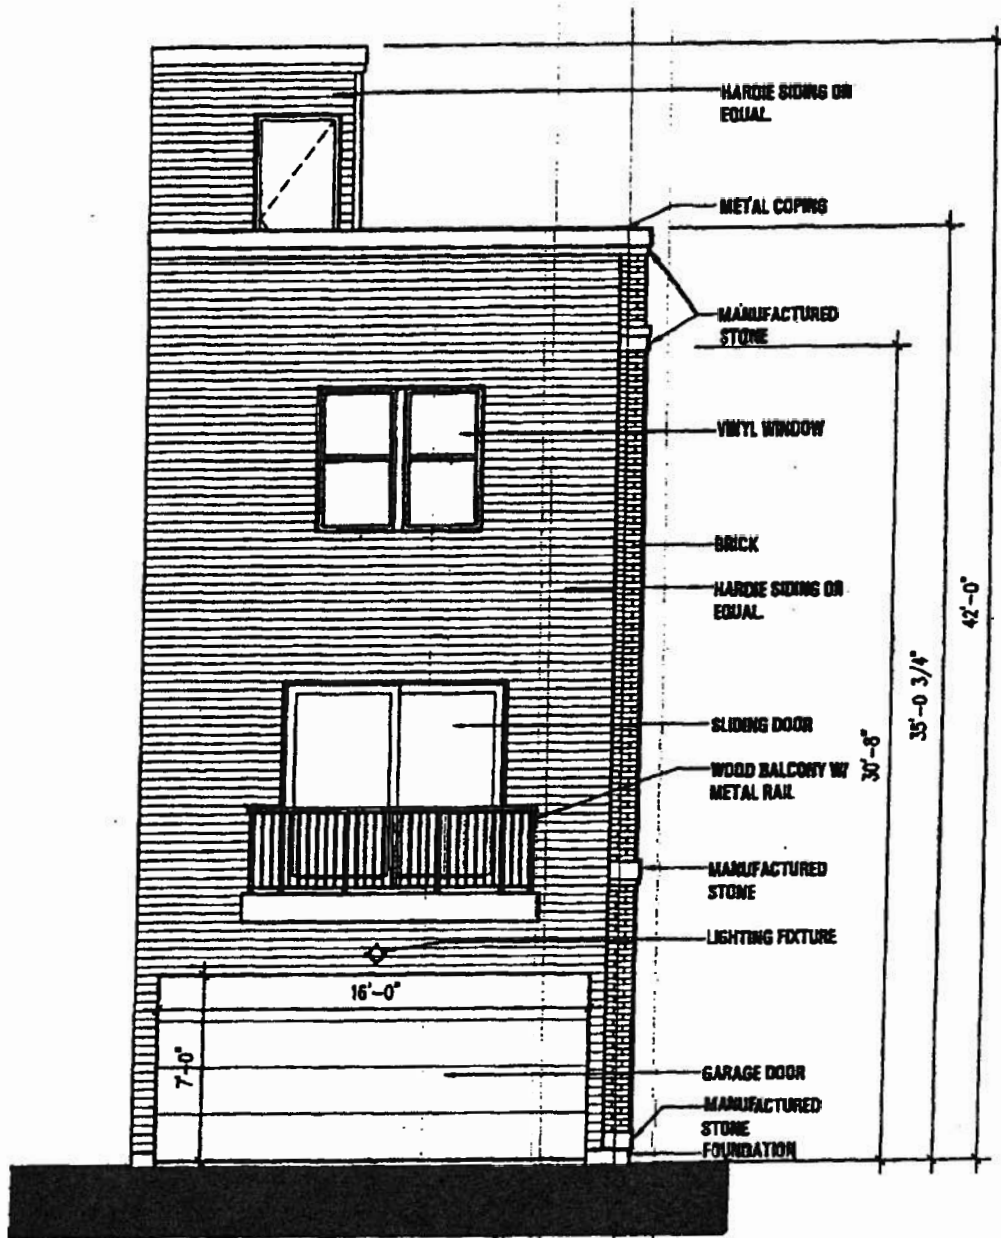 HARDIE SIDING OR
EQUAL.
METAL COPING
MANUFACTURED
STONE
VINYL WINDOW
BRICK
HARDIE SIDING OR
EQUAL.
42'-0"
35'-0 3/4"
30'-8"
SLIDING DOOR
WOOD BALCONY W/
METAL RAIL
MANUFACTURED
STONE
LIGHTING FIXTURE
16'-0"
7'-0"
GARAGE DOOR
MANUFACTURED
STONE
FOUNDATION